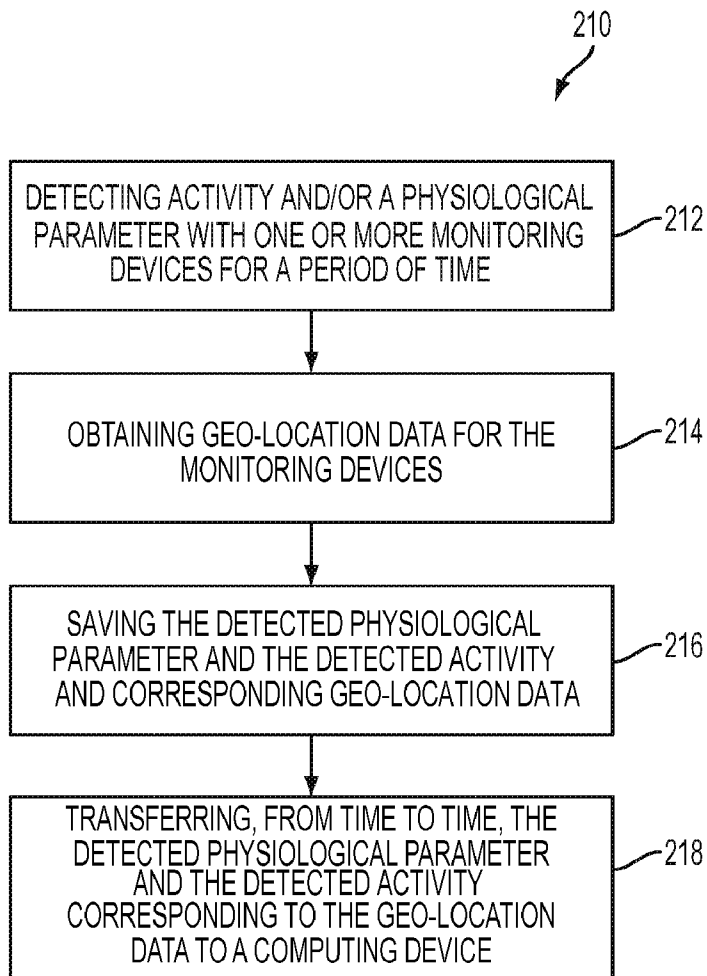 210
DETECTING ACTIVITY AND/OR A PHYSIOLOGICAL
PARAMETER WITH ONE OR MORE MONITORING
DEVICES FOR A PERIOD OF TIME
212
OBTAINING GEO-LOCATION DATA FOR THE
MONITORING DEVICES
214
SAVING THE DETECTED PHYSIOLOGICAL
PARAMETER AND THE DETECTED ACTIVITY
AND CORRESPONDING GEO-LOCATION DATA
216
TRANSFERRING, FROM TIME TO TIME, THE
DETECTED PHYSIOLOGICAL PARAMETER
AND THE DETECTED ACTIVITY
CORRESPONDING TO THE GEO-LOCATION
DATA TO A COMPUTING DEVICE
218